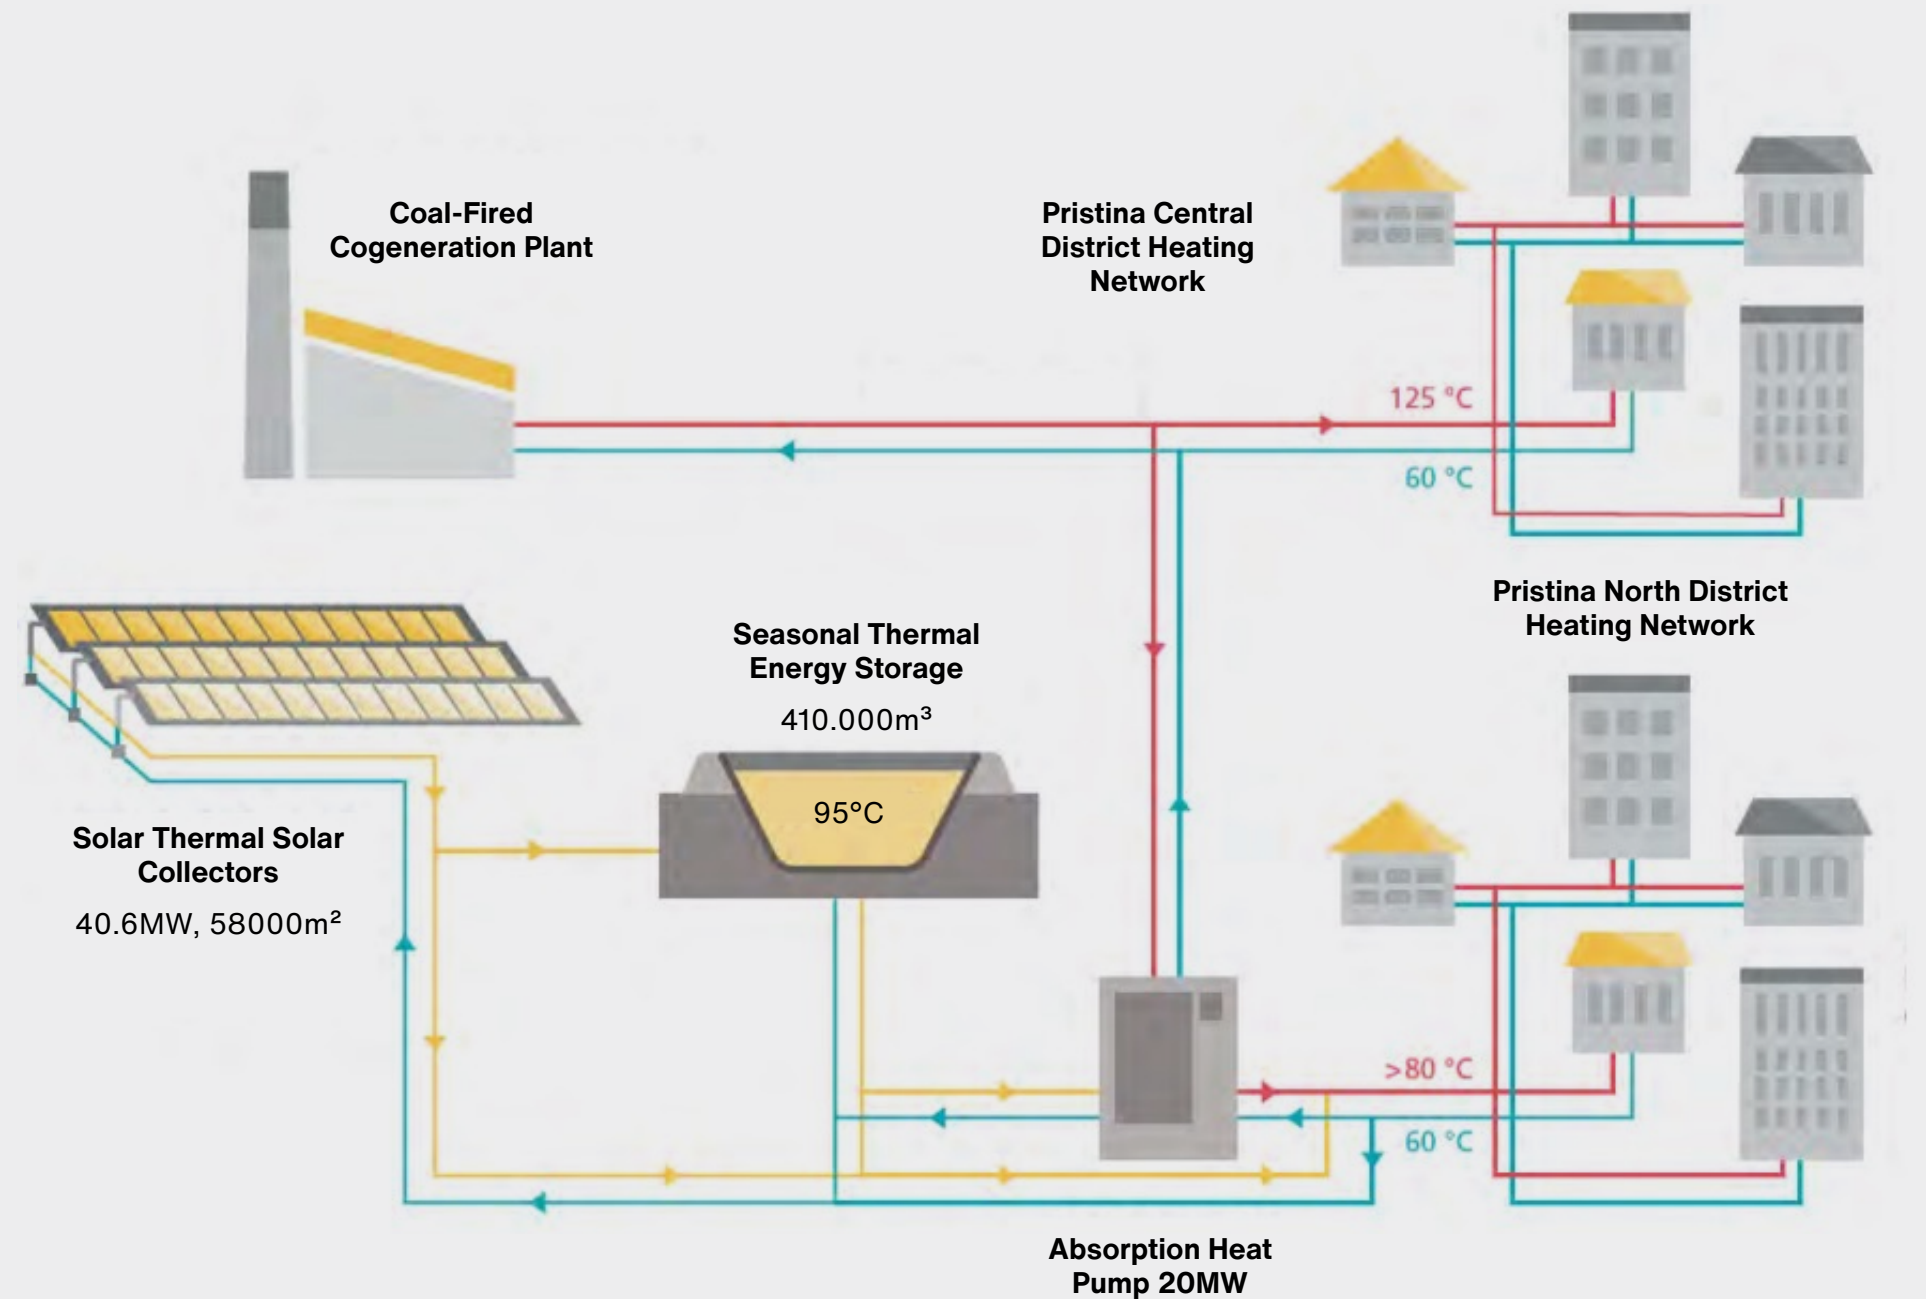 Coal-Fired
Cogeneration Plant
Pristina Central
District Heating
Network
125 °C
60 °C
Pristina North District
Heating Network
Seasonal Thermal
Energy Storage
410.000m³
95°C
Solar Thermal Solar
Collectors
40.6MW, 58000m²
>80 °C
60 °C
Absorption Heat
Pump 20MW